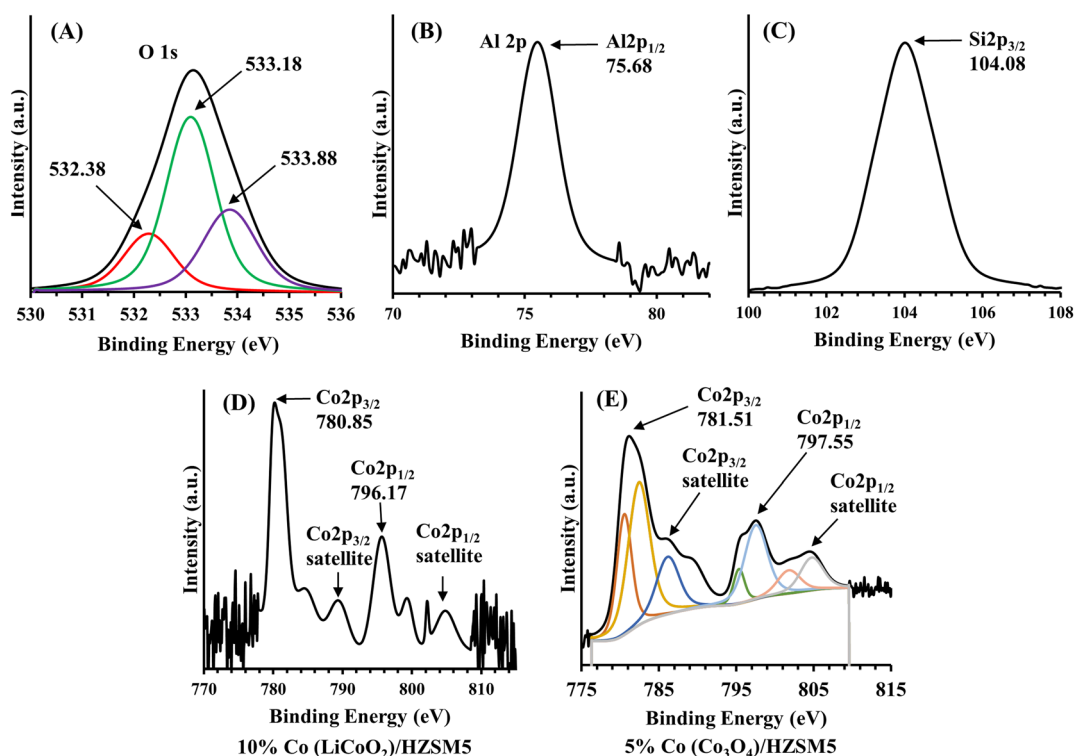 (A)
O 1s
533.18
533.88
532.38
Intensity (a.u.)
530 531 532 533 534 535 536
Binding Energy (eV)
(B)
Al 2p
Al2p1/2
75.68
Intensity (a.u.)
70 75 80
Binding Energy (eV)
(C)
Si2p3/2
104.08
Intensity (a.u.)
100 102 104 106 108
Binding Energy (eV)
(D)
Co2p3/2
780.85
Co2p1/2
796.17
Co2p3/2
satellite
Co2p1/2
satellite
Intensity (a.u.)
770 780 790 800 810
Binding Energy (eV)
10% Co (LiCoO2)/HZSM5
(E)
Co2p3/2
781.51
Co2p1/2
797.55
Co2p3/2
satellite
Co2p1/2
satellite
Intensity (a.u.)
775 785 795 805 815
Binding Energy (eV)
5% Co (Co3O4)/HZSM5